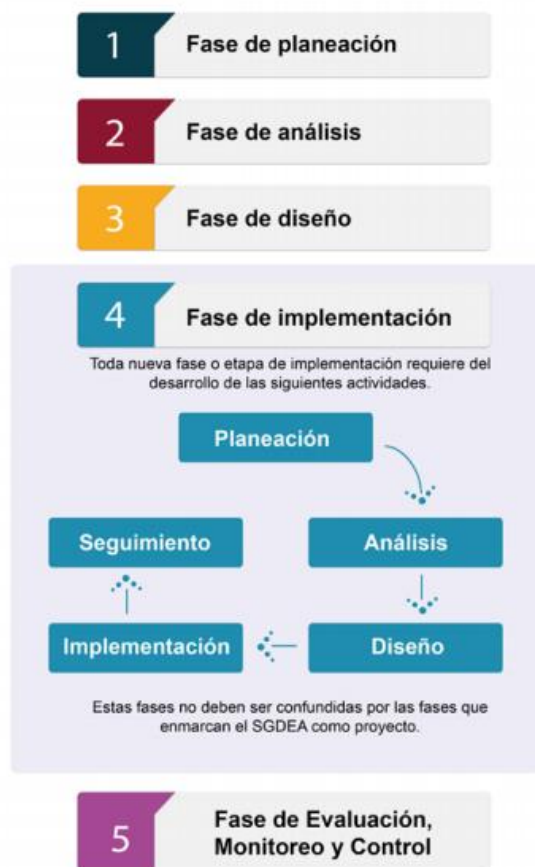 1
Fase de planeación
2
Fase de análisis
3
Fase de diseño
4
Fase de implementación
Toda nueva fase o etapa de implementación requiere del
desarrollo de las siguientes actividades.
Planeación
Análisis
Diseño
Implementación
Seguimiento
Estas fases no deben ser confundidas por las fases que
enmarcan el SGDEA como proyecto.
5
Fase de Evaluación,
Monitoreo y Control